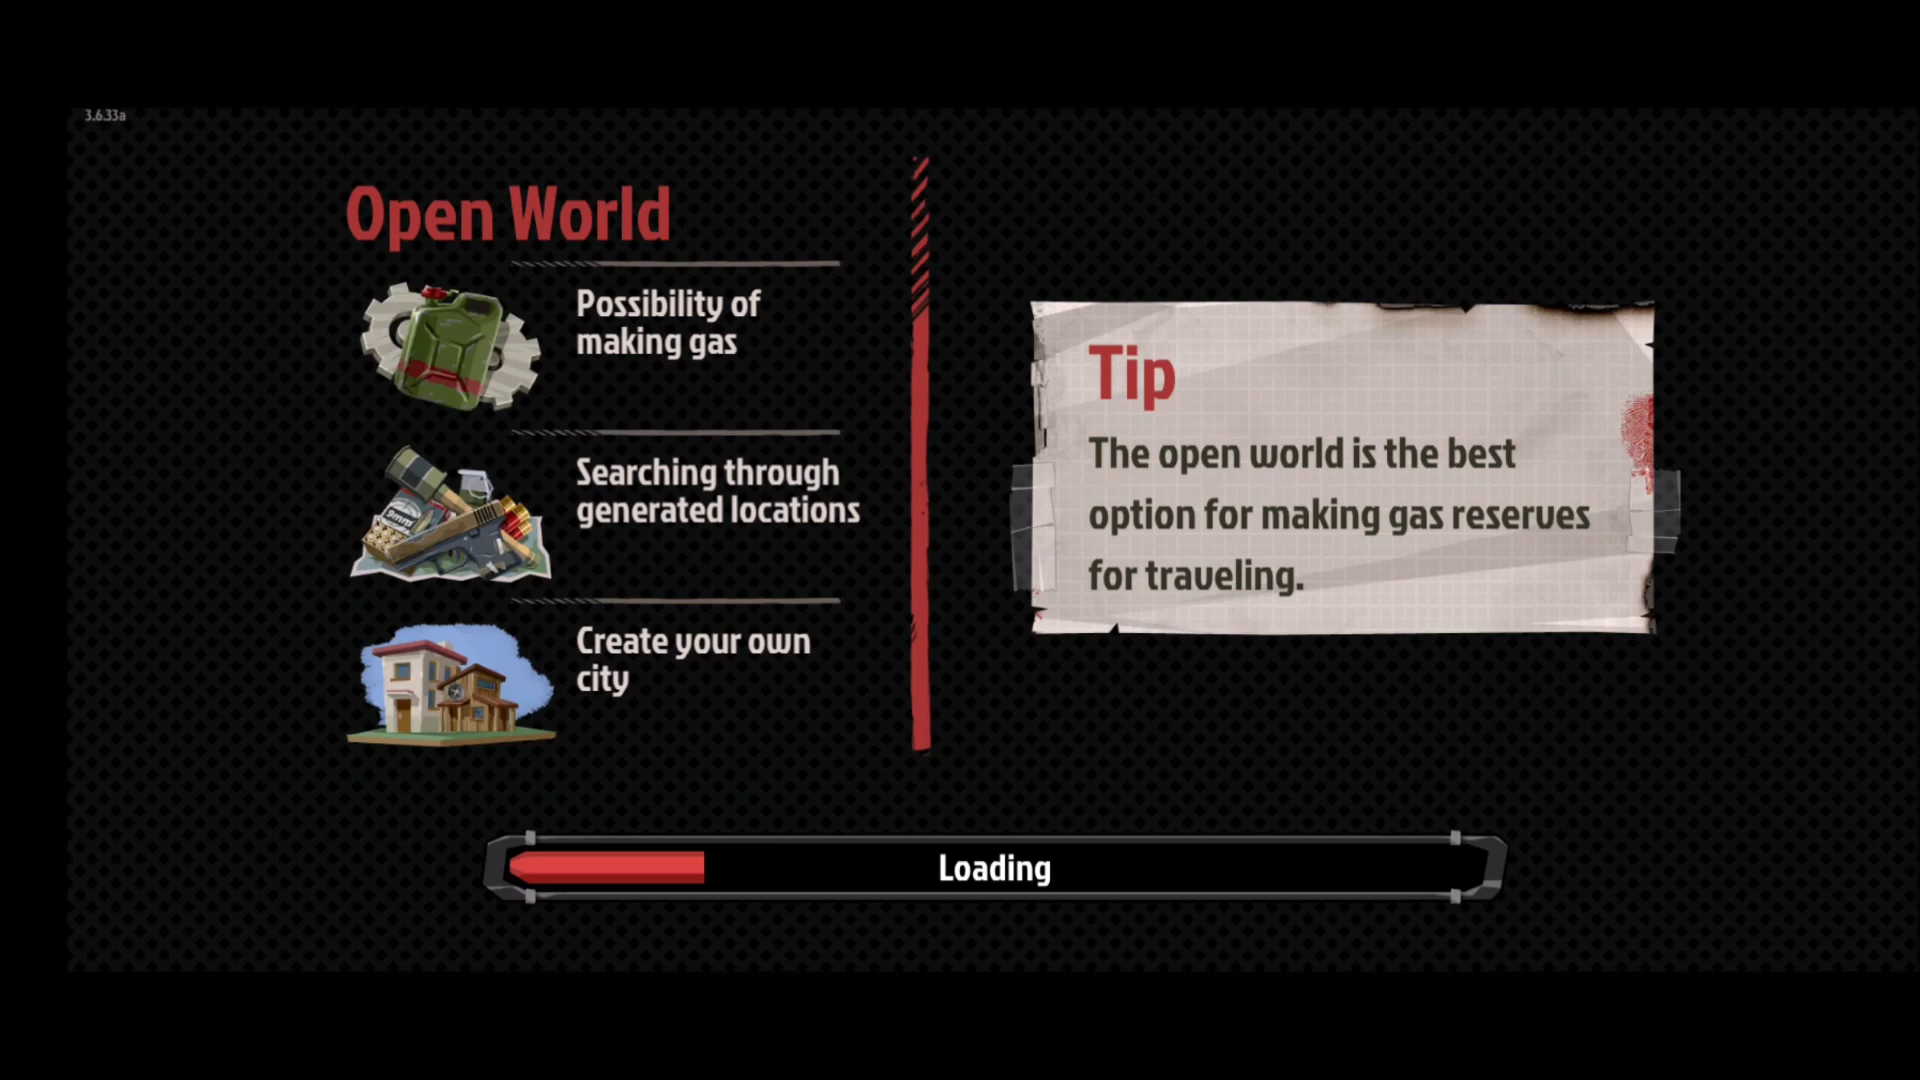 3.6.33a
Open World
Possibility of
making gas
9mm
Searching through
generated locations
Create your own
city
Tip
The open world is the best
option for making gas reserves
for traveling.
Loading